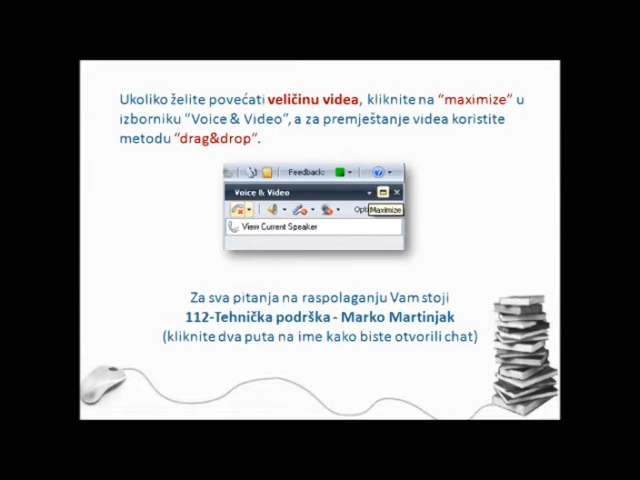 Ukoliko želite povećati veličinu videa, kliknite na “maximize” u
izborniku “Voice & Video”, a za premještanje videa koristite
metodu “drag&drop”.
Feedback:
Voice & Video
Maximize
View Current Speaker
Za sva pitanja na raspolaganju Vam stoji
112-Tehnička podrška - Marko Martinjak
(kliknite dva puta na ime kako biste otvorili chat)